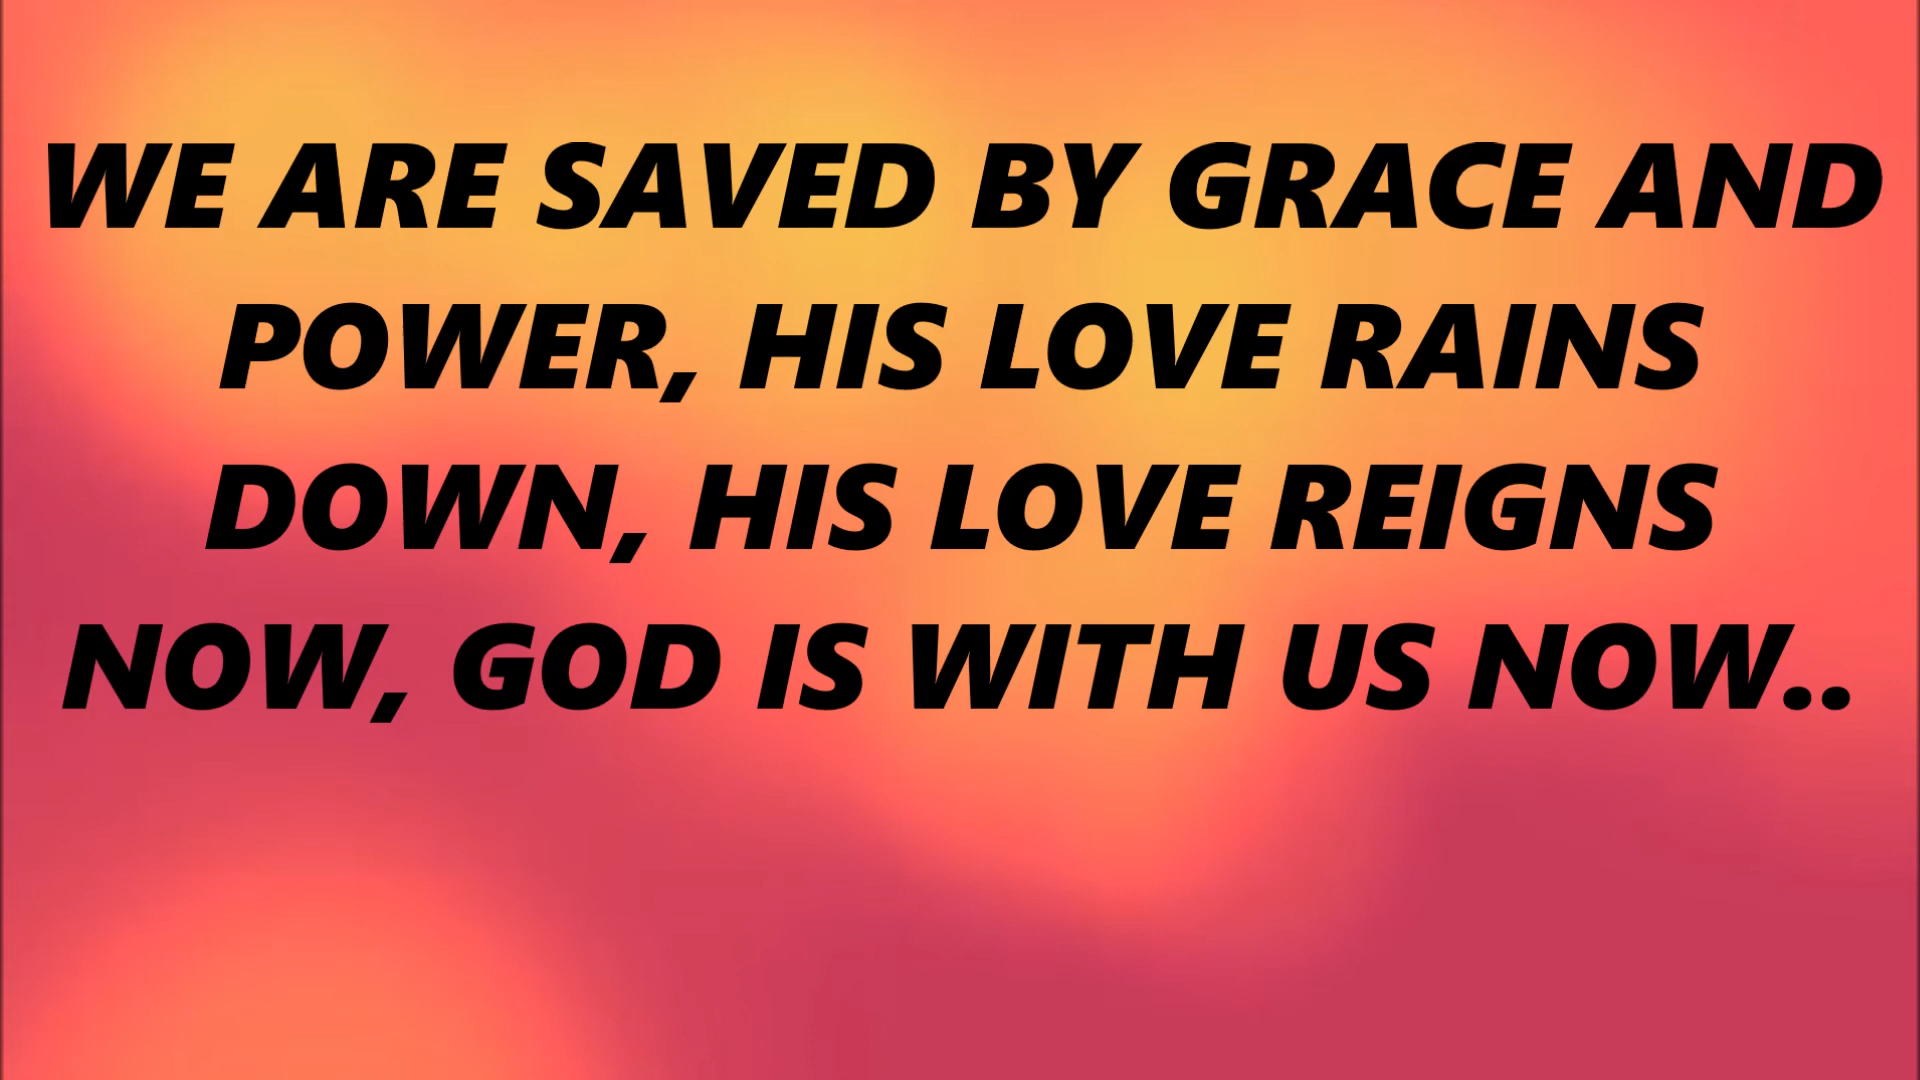 WE ARE SAVED BY GRACE AND
POWER, HIS LOVE RAINS
DOWN, HIS LOVE REIGNS
NOW, GOD IS WITH US NOW..